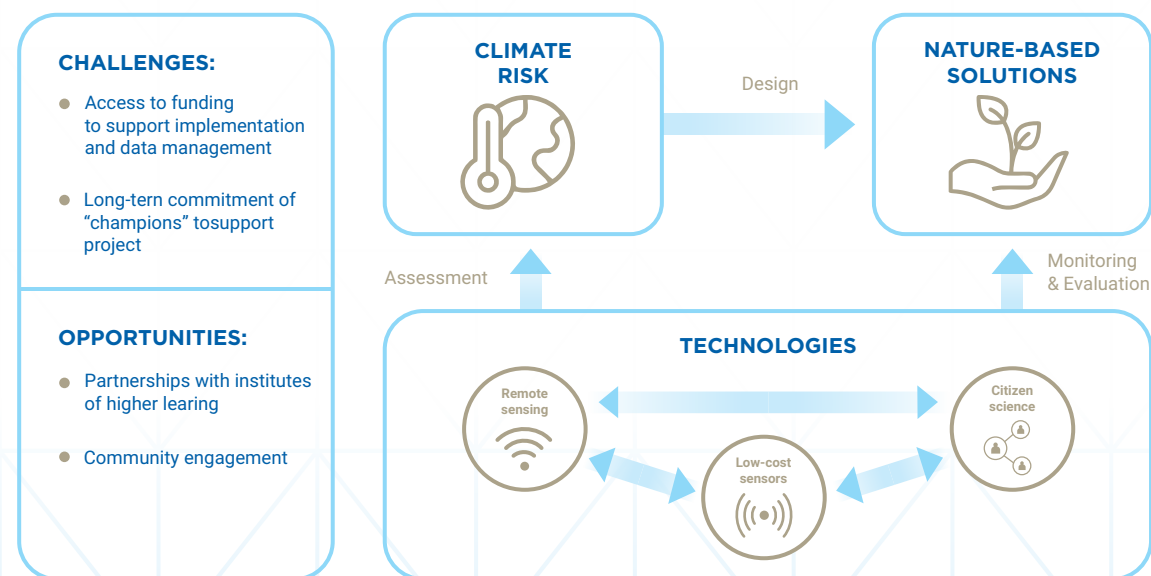 CHALLENGES:
Access to funding
to support implementation
and data management
Long-tern commitment of
“champions” tosupport
project
OPPORTUNITIES:
Partnerships with institutes
of higher learing
Community engagement
CLIMATE
RISK
Design
NATURE-BASED
SOLUTIONS
Assessment
Monitoring
& Evaluation
TECHNOLOGIES
Remote
sensing
Low-cost
sensors
Citizen
science